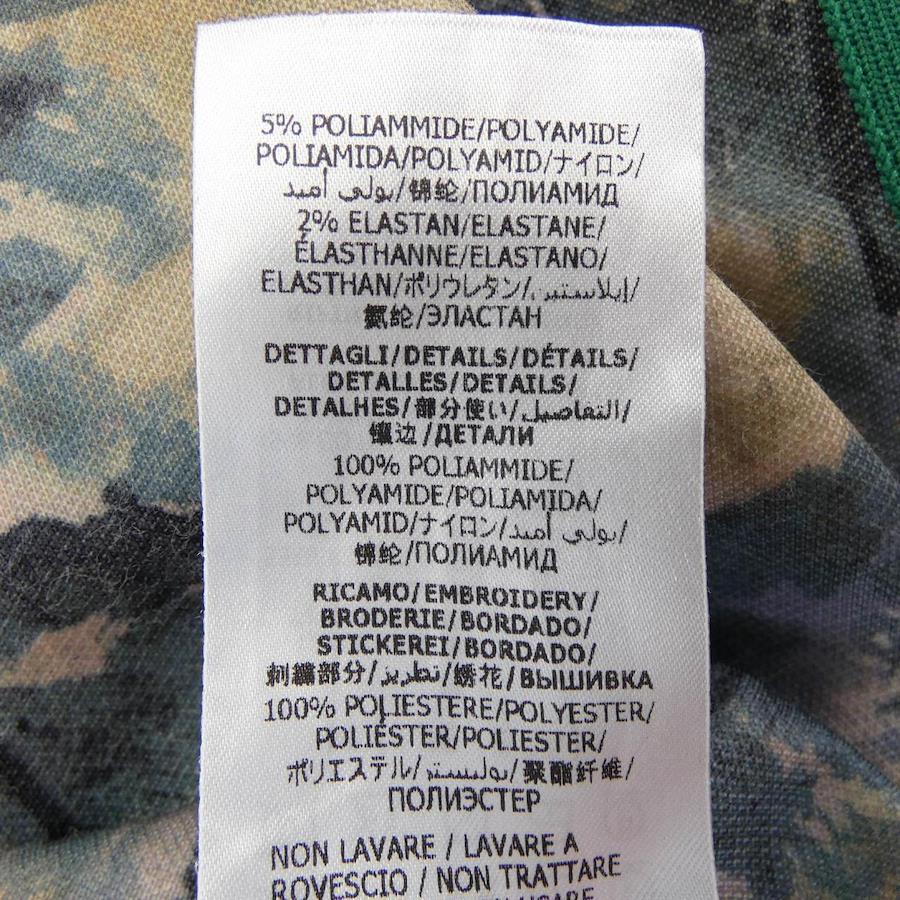 5% POLIAMMIDE/POLYAMIDE/
POLIAMIDA/POLYAMID/ナイロン/
بولي أميد/锦纶/ПОЛИАМИД
2% ELASTAN/ELASTANE/
ÉLASTHANNE/ELASTANO/
ELASTHAN/ポリウレタン/إيلاستين/
氨纶/ЭЛАСТАН
DETTAGLI/DETAILS/DÉTAILS/
DETALLES/DETAILS/
DETALHES/部分使い/التفاصيل/
镶边/ДЕТАЛИ
100% POLIAMMIDE/
POLYAMIDE/POLIAMIDA/
POLYAMID/ナイロン/بولي أميد/
锦纶/ПОЛИАМИД
RICAMO/EMBROIDERY/
BRODERIE/BORDADO/
STICKEREI/BORDADO/
刺繍部分/تطريز/绣花/ВЫШИВКА
100% POLIESTERE/POLYESTER/
POLIÉSTER/POLIESTER/
ポリエステル/بوليستر/聚酯纤维/
ПОЛИЭСТЕР
NON LAVARE / LAVARE A
ROVESCIO / NON TRATTARE